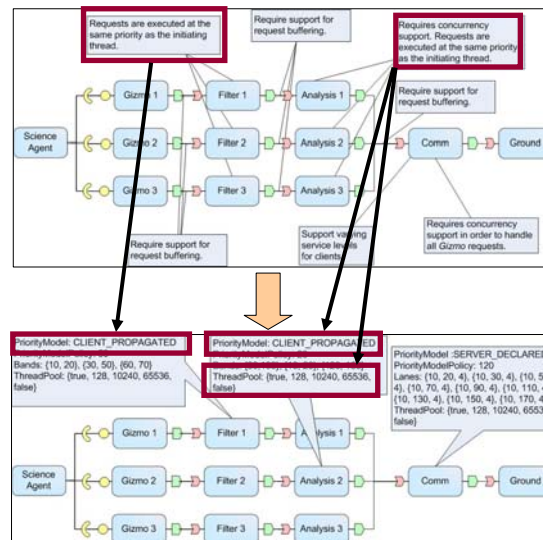 Requests are executed at the
same priority as the initiating
thread.
Require support for
request buffering.
Requires concurrency
support. Requests are
executed at the same priority
as the initiating thread.
Require support for
request buffering.
Science
Agent
Gizmo 1
Filter 1
Analysis 1
Gizmo 2
Filter 2
Analysis 2
Comm
Ground
Gizmo 3
Filter 3
Analysis 3
Require support for
request buffering.
Support varying
service levels
for clients.
Requires concurrency
support in order to handle
all Gizmo requests.
PriorityModel: CLIENT_PROPAGATED
Bands: {10, 20}, {30, 50}, {60, 70}
ThreadPool: {true, 128, 10240, 65536,
false}
PriorityModel: CLIENT_PROPAGATED
ThreadPool: {true, 128, 10240, 65536,
false}
PriorityModel :SERVER_DECLARED
PriorityModelPolicy: 120
Lanes: {10, 20, 4}, {10, 30, 4}, {10, 5
4}, {10, 70, 4}, {10, 90, 4}, {10, 110, 4
{10, 130, 4}, {10, 150, 4}, {10, 170, 4
ThreadPool: {true, 128, 10240, 65536,
false}
Science
Agent
Gizmo 1
Filter 1
Analysis 1
Gizmo 2
Filter 2
Analysis 2
Comm
Ground
Gizmo 3
Filter 3
Analysis 3